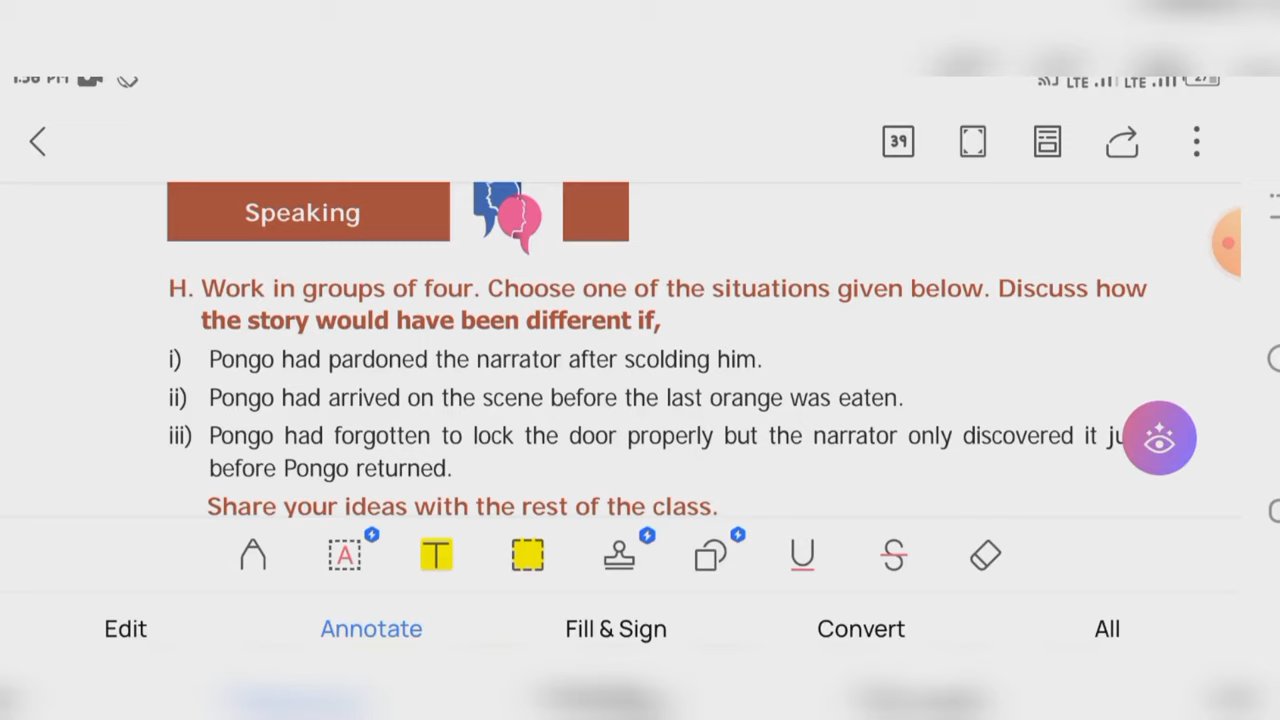 LTE LTE
39
Speaking
H. Work in groups of four. Choose one of the situations given below. Discuss how
the story would have been different if,
i) Pongo had pardoned the narrator after scolding him.
ii) Pongo had arrived on the scene before the last orange was eaten.
iii) Pongo had forgotten to lock the door properly but the narrator only discovered it
before Pongo returned.
Share your ideas with the rest of the class.
A T U S
Edit Annotate Fill & Sign Convert All